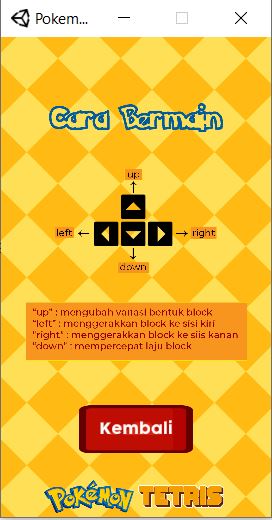 Pokem...
Cara Bermain
up
left ← → right
down
"up" : mengubah variasi bentuk block
"left" : menggerakkan block ke sisi kiri
"right" : menggerakkan block ke siis kanan
"down" : mempercepat laju block
Kembali
POKéMON TETRIS